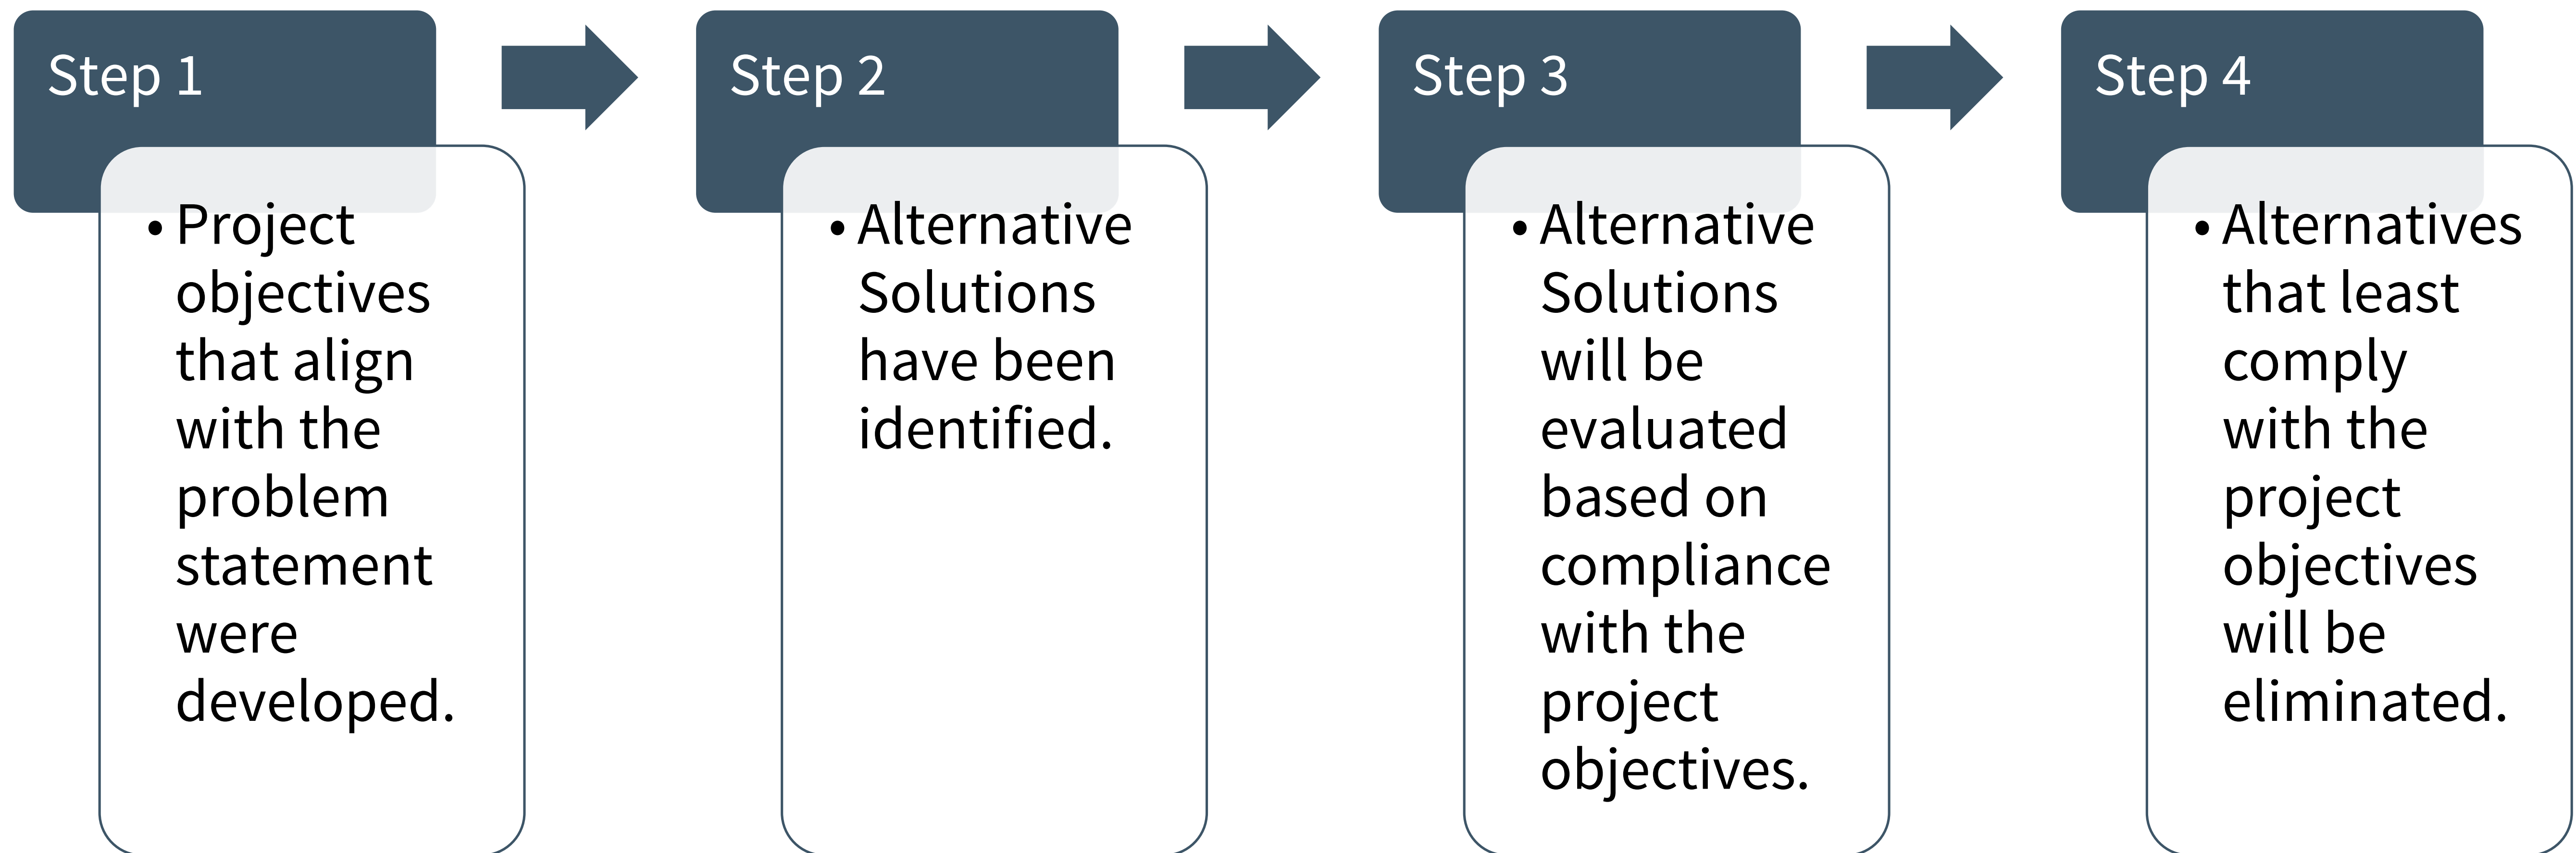 Step 1
• Project
objectives
that align
with the
problem
statement
were
developed.
Step 2
• Alternative
Solutions
have been
identified.
Step 3
• Alternative
Solutions
will be
evaluated
based on
compliance
with the
project
objectives.
Step 4
• Alternatives
that least
comply
with the
project
objectives
will be
eliminated.